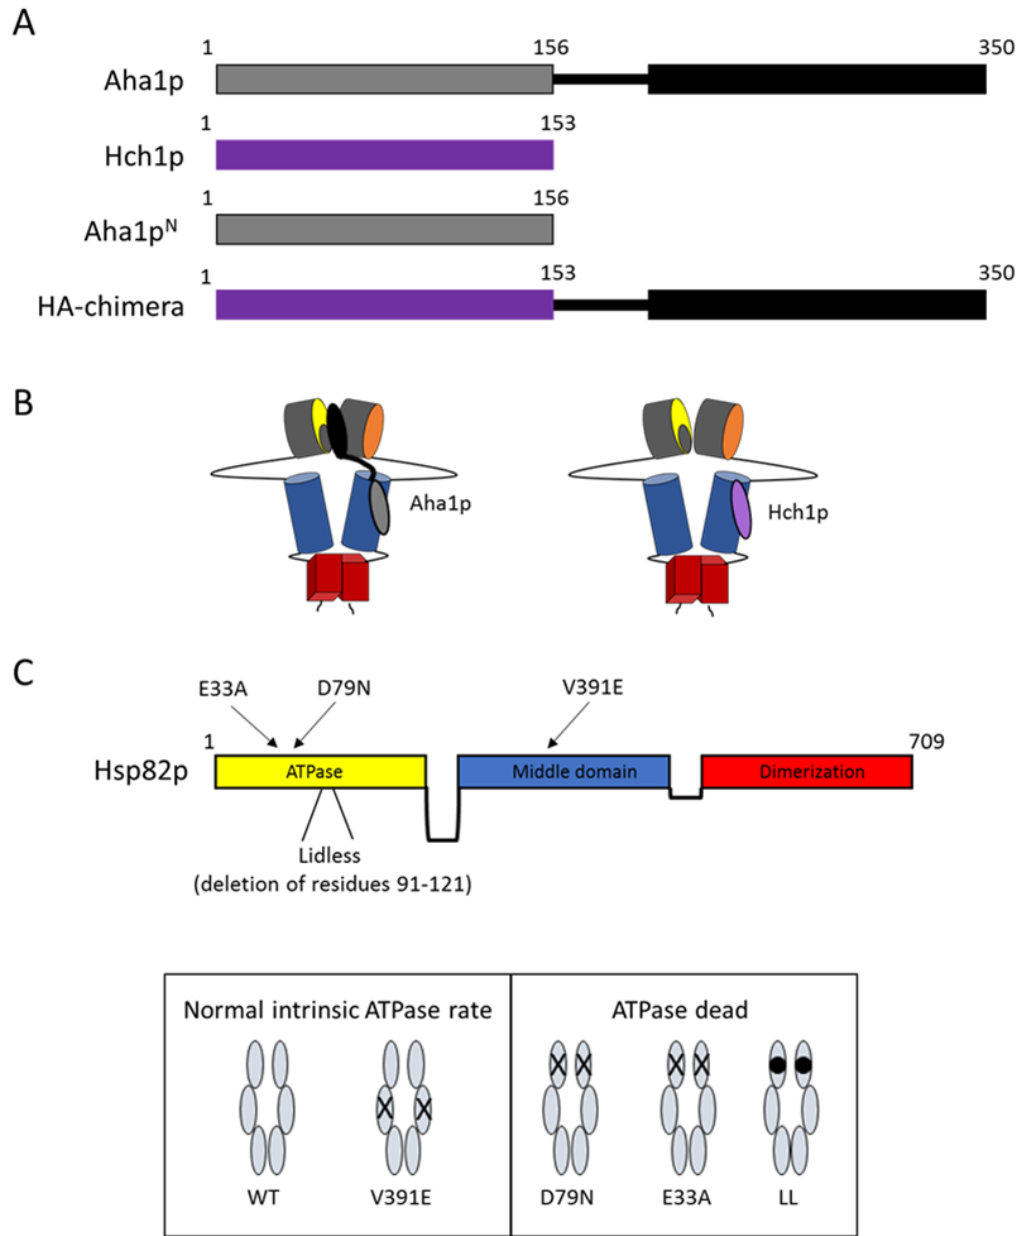 A
1 156 350
Aha1p
1 153
Hch1p
1 156
Aha1pᴺ
1 153 350
HA-chimera
B
Aha1p
Hch1p
C
E33A D79N V391E
1 709
Hsp82p ATPase Middle domain Dimerization
Lidless
(deletion of residues 91-121)
Normal intrinsic ATPase rate ATPase dead
WT V391E D79N E33A LL